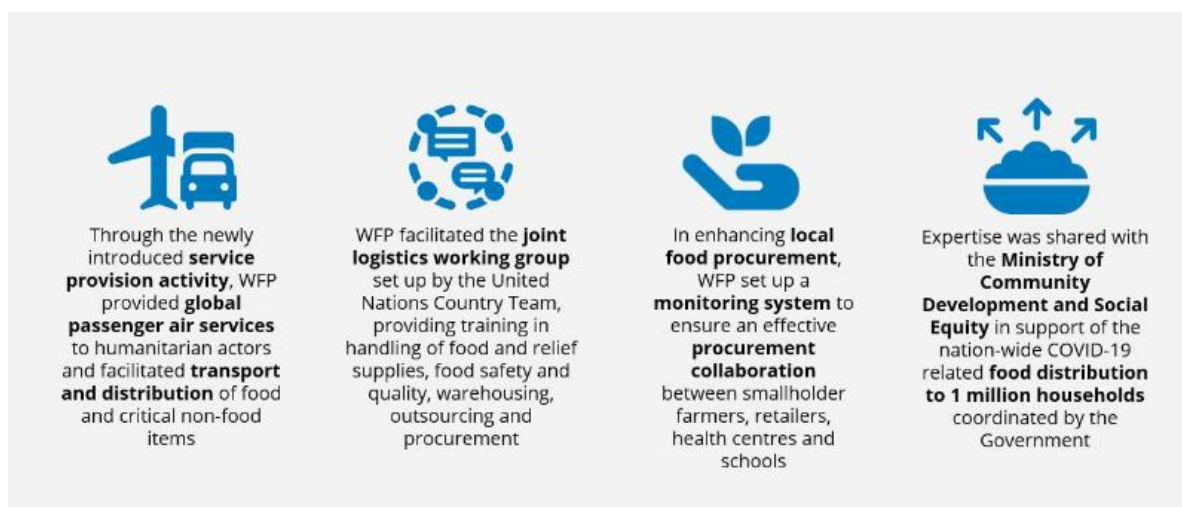 Through the newly
introduced service
provision activity, WFP
provided global
passenger air services
to humanitarian actors
and facilitated transport
and distribution of food
and critical non-food
items
WFP facilitated the joint
logistics working group
set up by the United
Nations Country Team,
providing training in
handling of food and relief
supplies, food safety and
quality, warehousing,
outsourcing and
procurement
In enhancing local
food procurement,
WFP set up a
monitoring system to
ensure an effective
procurement
collaboration
between smallholder
farmers, retailers,
health centres and
schools
Expertise was shared with
the Ministry of
Community
Development and Social
Equity in support of the
nation-wide COVID-19
related food distribution
to 1 million households
coordinated by the
Government